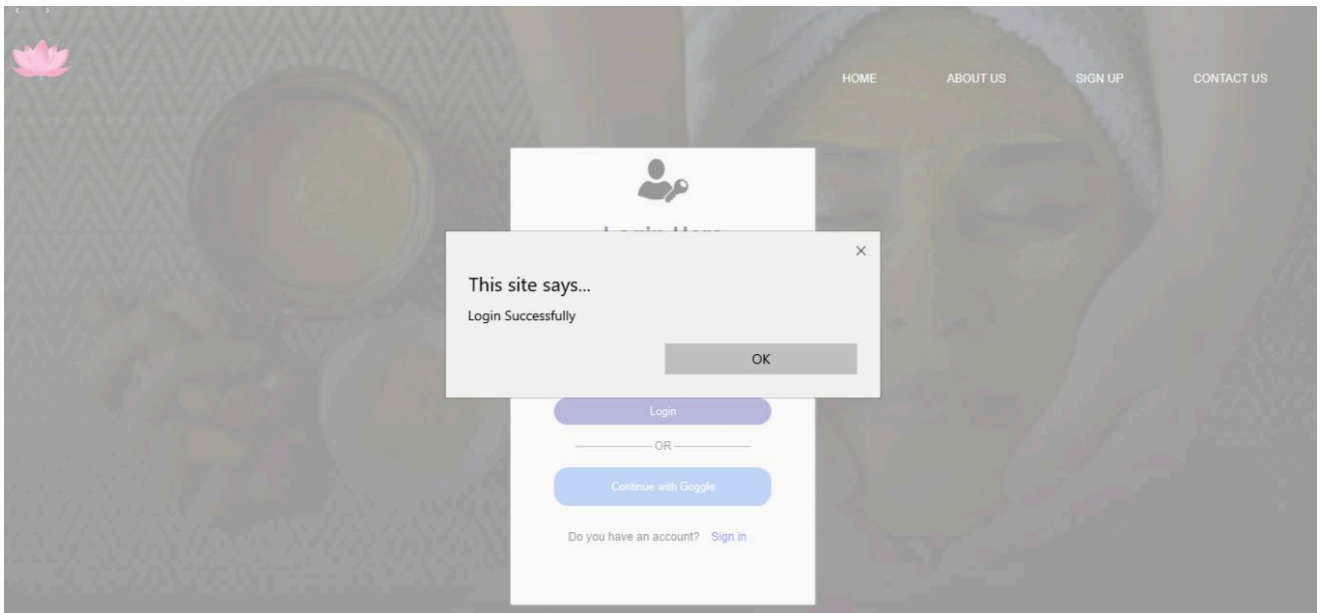 HOME ABOUT US SIGN UP CONTACT US
This site says...
Login Successfully
OK
Login
OR
Continue with Goggle
Do you have an account? Sign in